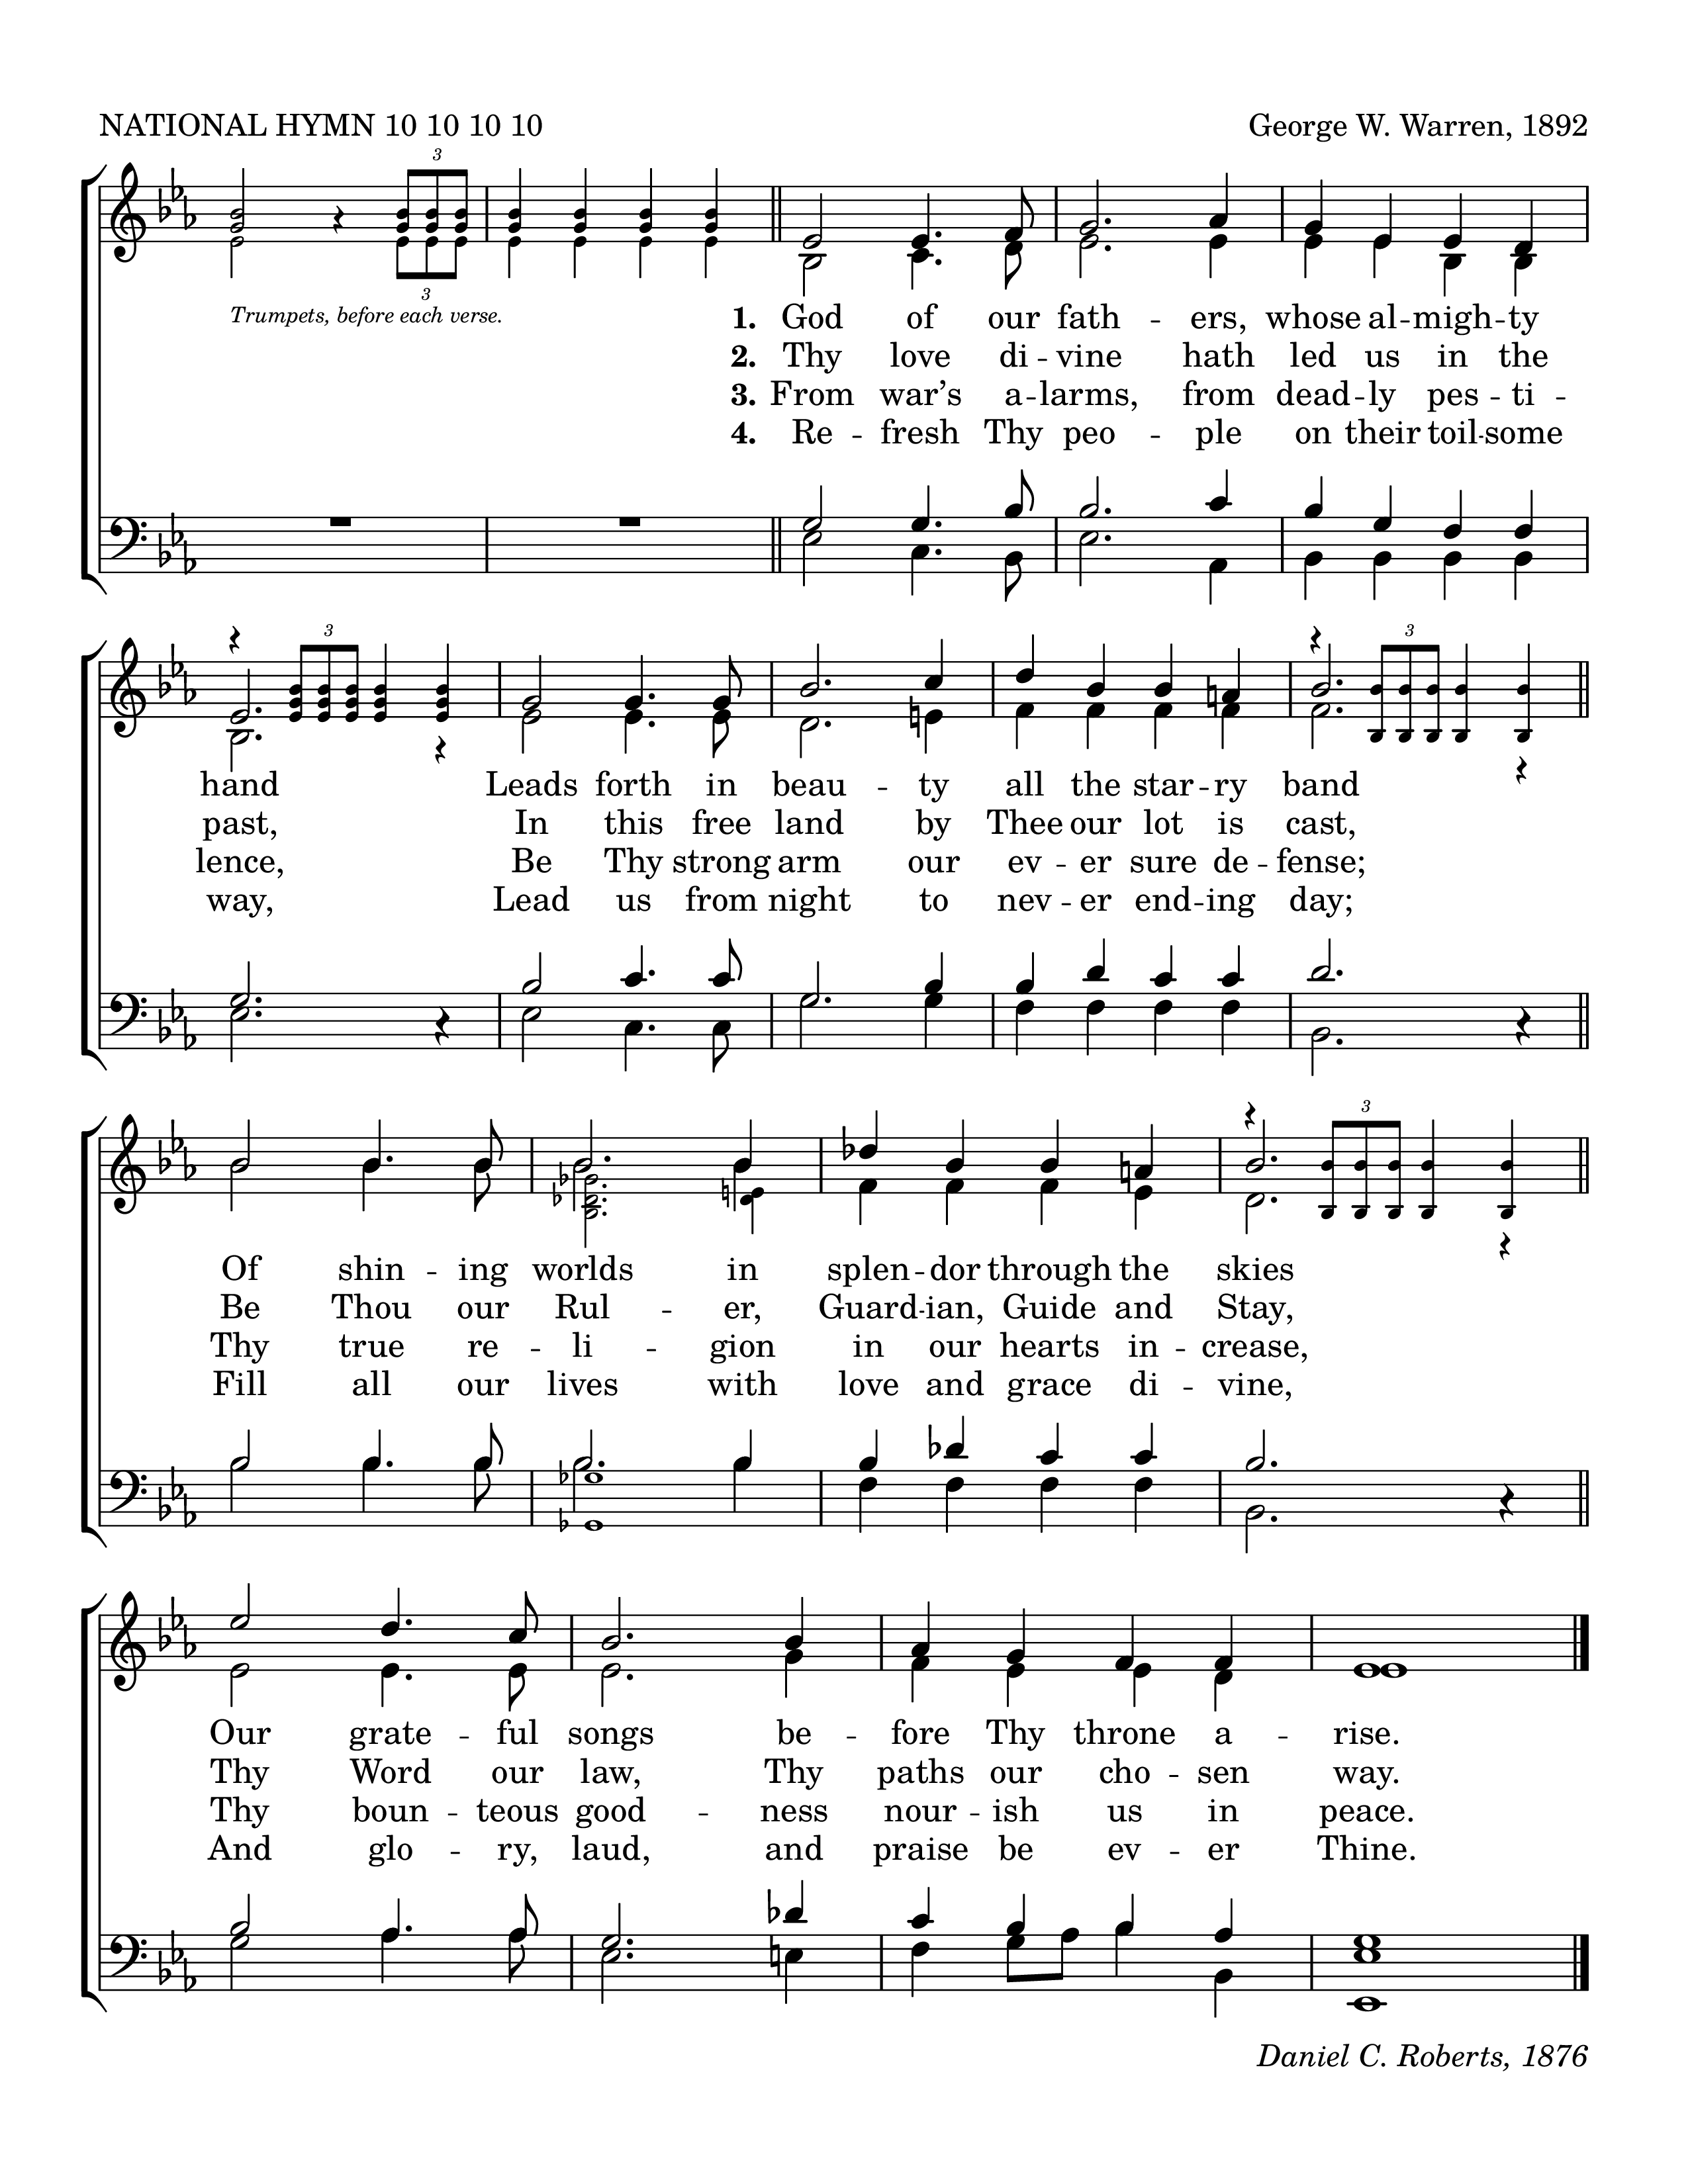 NATIONAL HYMN 10 10 10 10 George W. Warren, 1892
3
3
Trumpets, before each verse.
1. God of our fath -- ers, whose al -- migh -- ty
2. Thy love di -- vine hath led us in the
3. From war’s a -- larms, from dead -- ly pes -- ti --
4. Re -- fresh Thy peo -- ple on their toil -- some
3 3
hand Leads forth in beau -- ty all the star -- ry band
past, In this free land by Thee our lot is cast,
lence, Be Thy strong arm our ev -- er sure de -- fense;
way, Lead us from night to nev -- er end -- ing day;
3
Of shin -- ing worlds in splen -- dor through the skies
Be Thou our Rul -- er, Guard -- ian, Guide and Stay,
Thy true re -- li -- gion in our hearts in -- crease,
Fill all our lives with love and grace di -- vine,
Our grate -- ful songs be -- fore Thy throne a -- rise.
Thy Word our law, Thy paths our cho -- sen way.
Thy boun -- teous good -- ness nour -- ish us in peace.
And glo -- ry, laud, and praise be ev -- er Thine.
Daniel C. Roberts, 1876